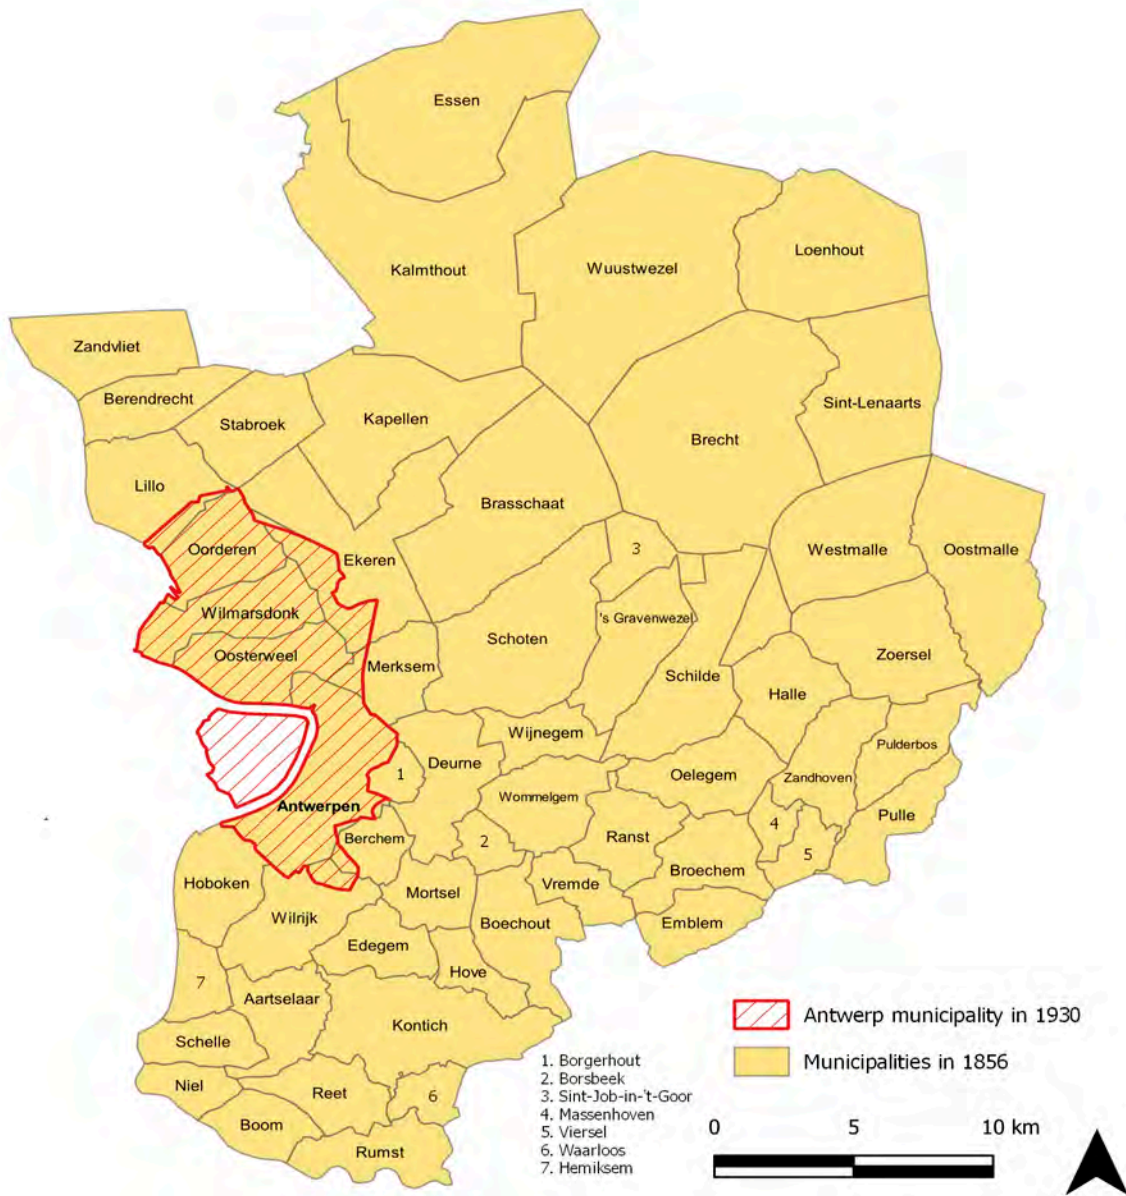 Essen
Loenhout
Kalmthout
Wuustwezel
Zandvliet
Berendrecht
Stabroek
Kapellen
Sint-Lenaarts
Brecht
Lillo
Brasschaat
Oorderen
Ekeren
3
Westmalle
Oostmalle
Wilmarsdonk
's Gravenwezel
Schoten
Oosterweel
Merksem
Zoersel
Schilde
Halle
Wijnegem
Pulderbos
Deurne
1
Oelegem
Zandhoven
Wommelgem
Antwerpen
Pulle
4
Berchem
2
Ranst
5
Hoboken
Mortsel
Vremde
Broechem
Wilrijk
Boechout
Emblem
Edegem
Hove
7
Aartselaar
Kontich
Schelle
Niel
Reet
6
Boom
Rumst
Antwerp municipality in 1930
Municipalities in 1856
1. Borgerhout
2. Borsbeek
3. Sint-Job-in-'t-Goor
4. Massenhoven
5. Viersel
6. Waarloos
7. Hemiksem
0 5 10 km